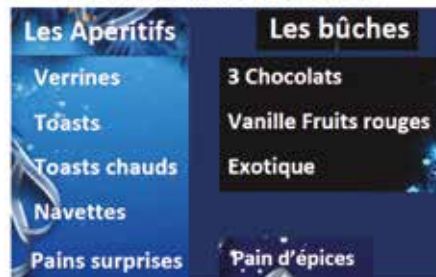 Les Apéritifs
Verrines
Toasts
Toasts chauds
Navettes
Pains surprises
Les bûches
3 Chocolats
Vanille Fruits rouges
Exotique
Pain d'épices